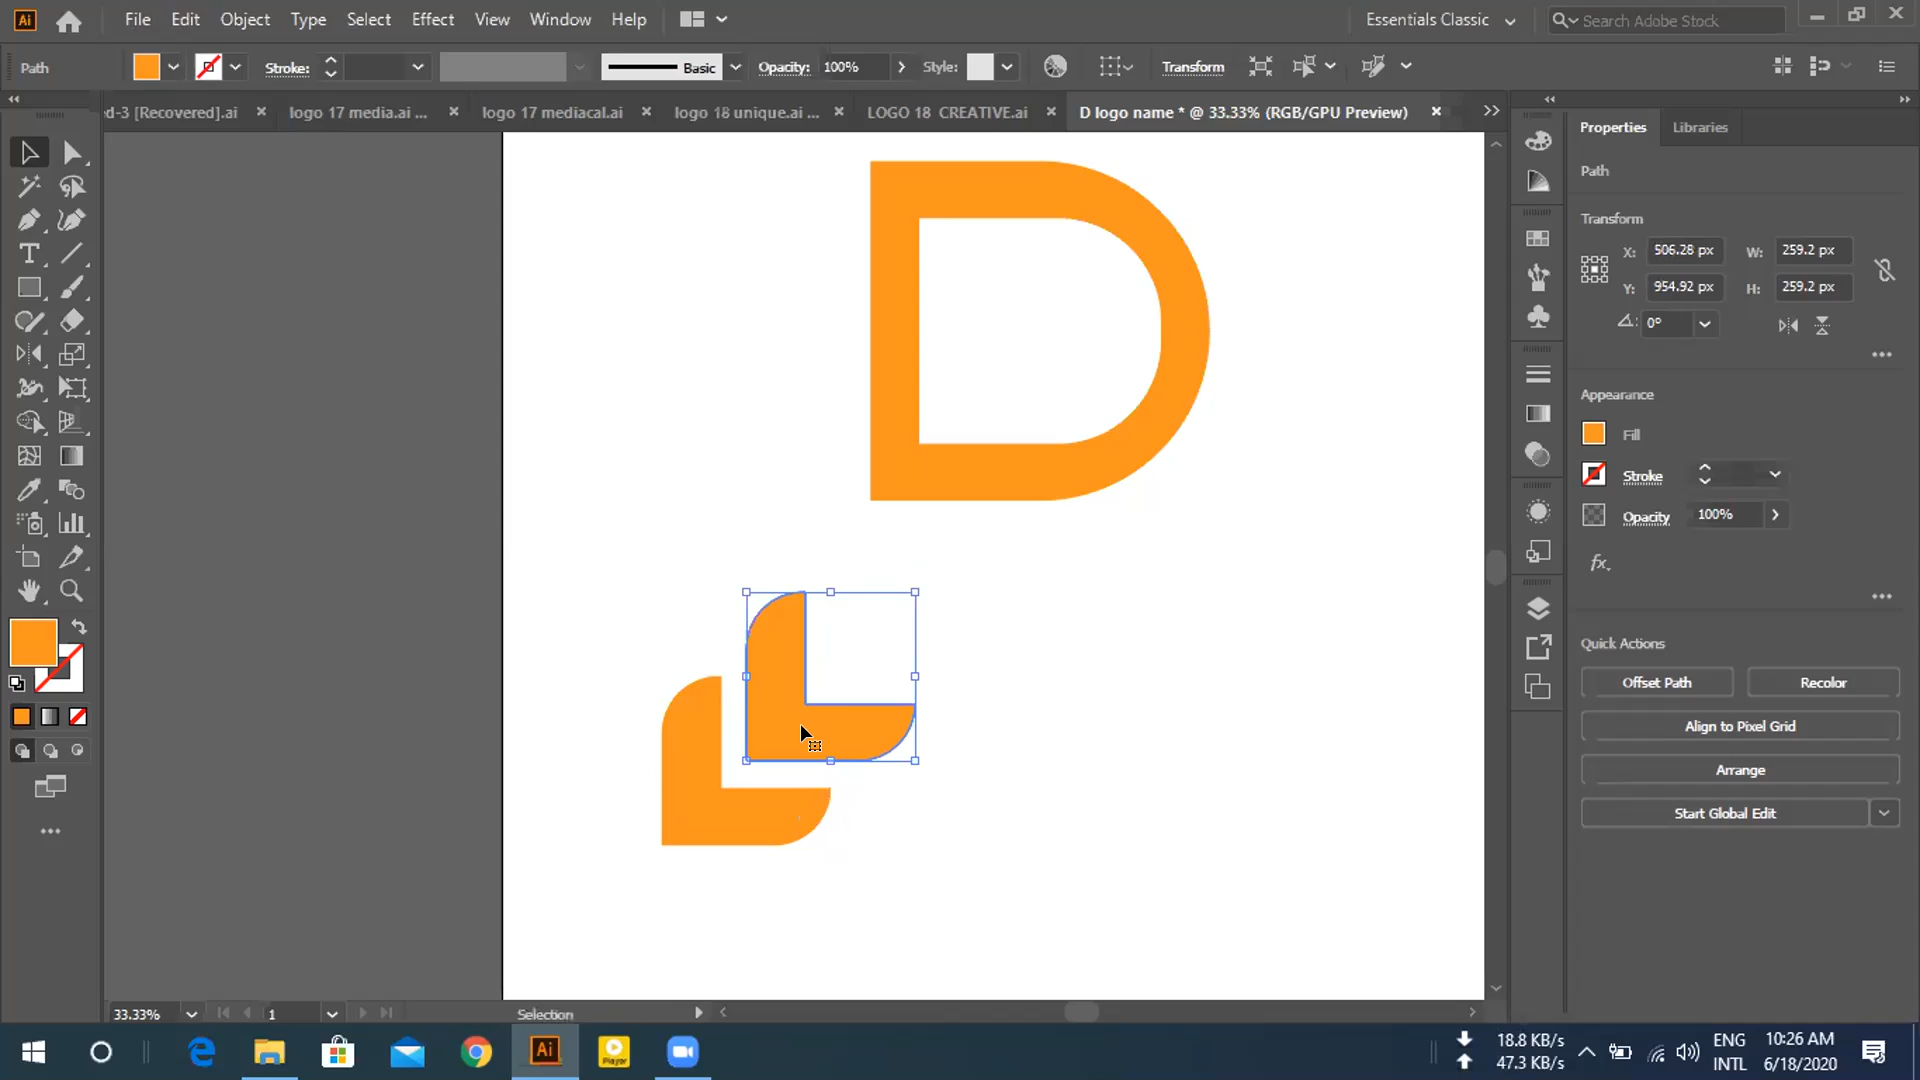 Ai File Edit Object Type Select Effect View Window Help Essentials Classic Search Adobe Stock
Path Stroke: Basic Opacity: 100% Style: Transform
ed-3 [Recovered].ai logo 17 media.ai ... logo 17 mediacal.ai logo 18 unique.ai ... LOGO 18 CREATIVE.ai D logo name * @ 33.33% (RGB/GPU Preview)
Properties Libraries
Path
Transform
X: 506.28 px W: 259.2 px
Y: 954.92 px H: 259.2 px
0°
Appearance
Fill
Stroke
Opacity 100%
fx.
Quick Actions
Offset Path Recolor
Align to Pixel Grid
Arrange
Start Global Edit
33.33% 1 Selection
Ai Player 18.8 KB/s ENG 10:26 AM
47.3 KB/s INTL 6/18/2020